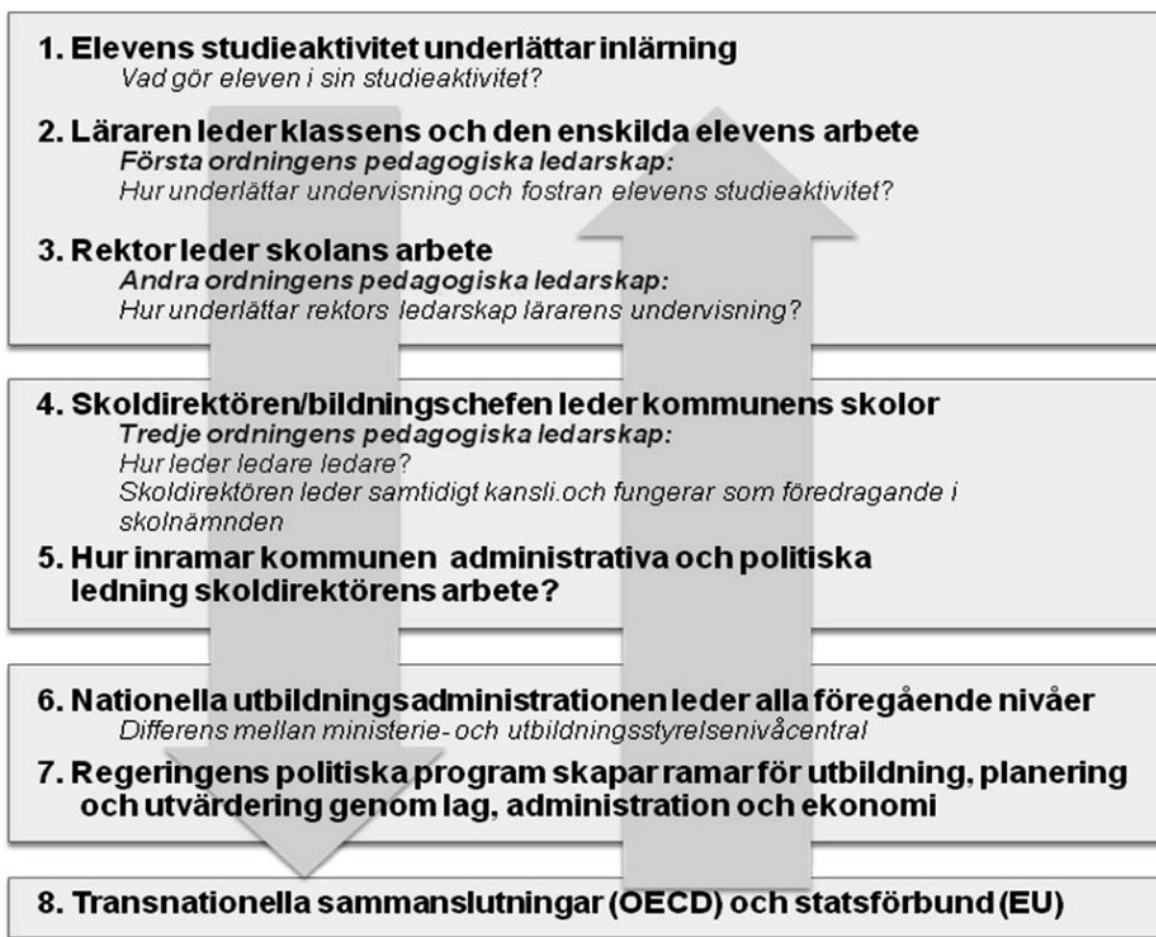 1. Elevens studieaktivitet underlättar inlärning
Vad gör eleven i sin studieaktivitet?
2. Läraren leder klassens och den enskilda elevens arbete
Första ordningens pedagogiska ledarskap:
Hur underlättar undervisning och fostran elevens studieaktivitet?
3. Rektor leder skolans arbete
Andra ordningens pedagogiska ledarskap:
Hur underlättar rektors ledarskap lärarens undervisning?
4. Skoldirektören/bildningschefen leder kommunens skolor
Tredje ordningens pedagogiska ledarskap:
Hur leder ledare ledare?
Skoldirektören leder samtidigt kansli.och fungerar som föredragande i
skolnämnden
5. Hur inramar kommunen administrativa och politiska
ledning skoldirektörens arbete?
6. Nationella utbildningsadministrationen leder alla föregående nivåer
Differens mellan ministerie- och utbildningsstyrelsenivåcentral
7. Regeringens politiska program skapar ramar för utbildning, planering
och utvärdering genom lag, administration och ekonomi
8. Transnationella sammanslutningar (OECD) och statsförbund (EU)